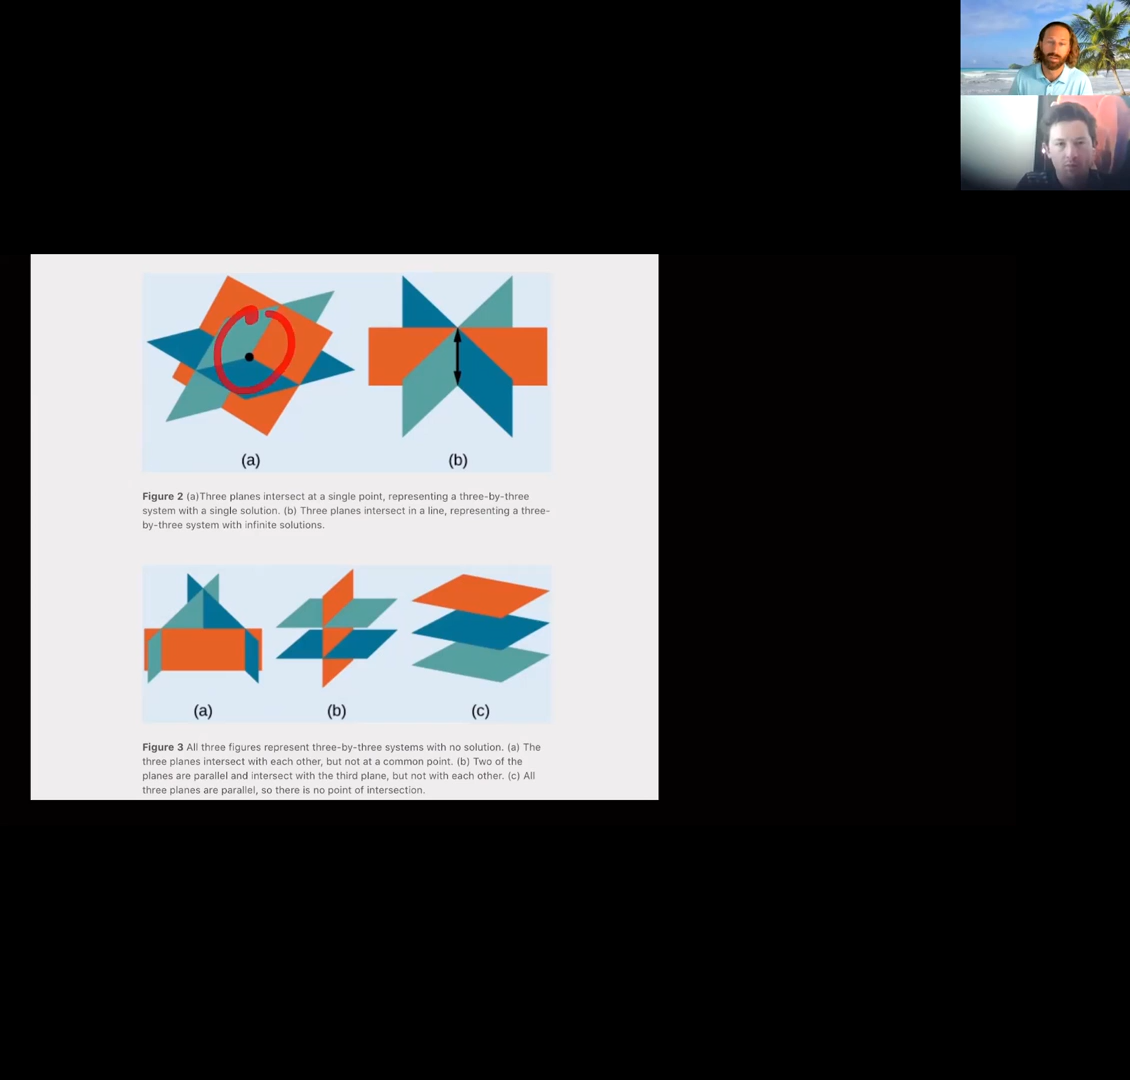 (a)
(b)
Figure 2 (a)Three planes intersect at a single point, representing a three-by-three
system with a single solution. (b) Three planes intersect in a line, representing a three-
by-three system with infinite solutions.
(a)
(b)
(c)
Figure 3 All three figures represent three-by-three systems with no solution. (a) The
three planes intersect with each other, but not at a common point. (b) Two of the
planes are parallel and intersect with the third plane, but not with each other. (c) All
three planes are parallel, so there is no point of intersection.